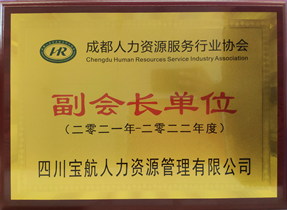 HR
成都人力资源服务行业协会
Chengdu Human Resources Service Industry Association
副会长单位
(二零二一年-二零二二年度)
四川宝航人力资源管理有限公司